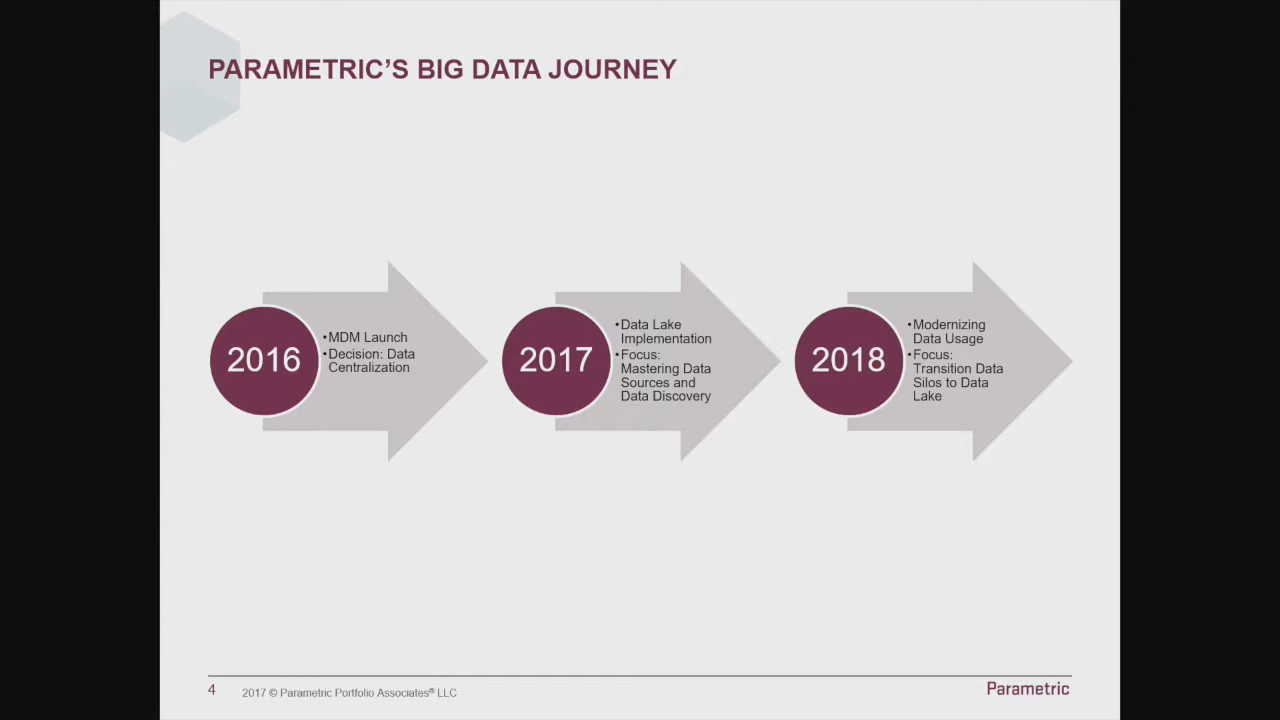 PARAMETRIC'S BIG DATA JOURNEY
2016
•MDM Launch
•Decision: Data
Centralization
2017
•Data Lake
Implementation
•Focus:
Mastering Data
Sources and
Data Discovery
2018
•Modernizing
Data Usage
•Focus:
Transition Data
Silos to Data
Lake
4
2017 © Parametric Portfolio Associates® LLC
Parametric